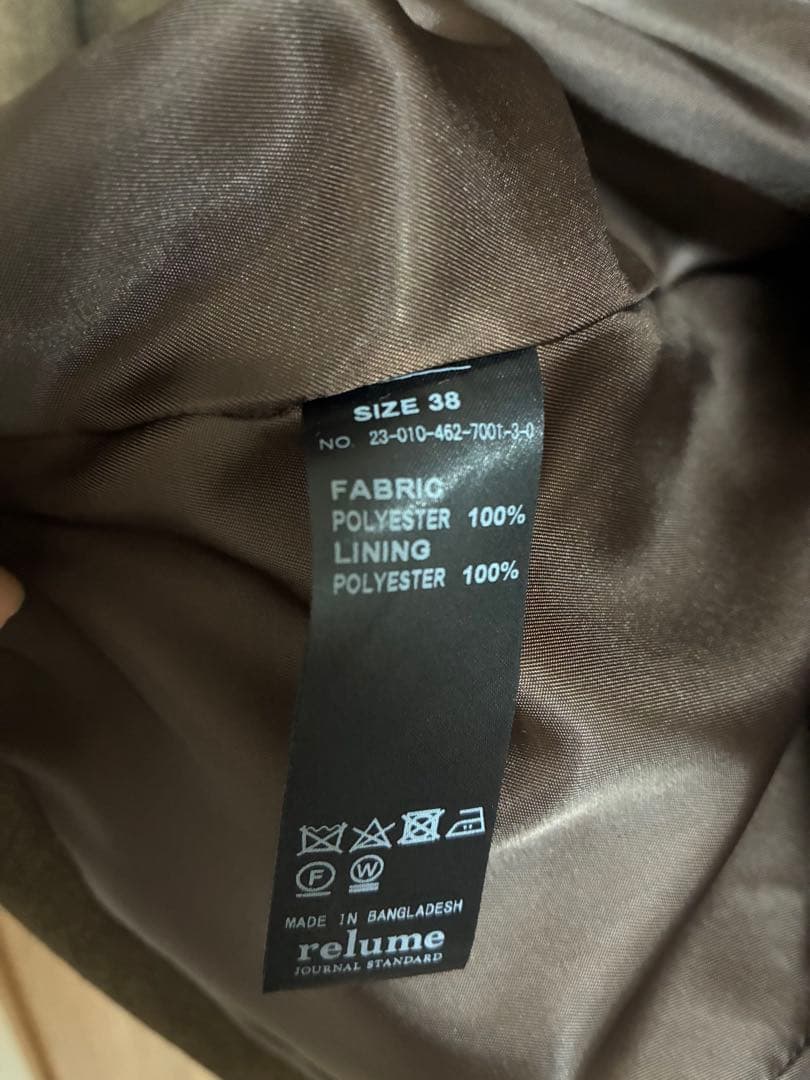 SIZE 38
NO. 23-010-462-7001-3-0
FABRIC
POLYESTER 100%
LINING
POLYESTER 100%
F W
MADE IN BANGLADESH
relume
JOURNAL STANDARD